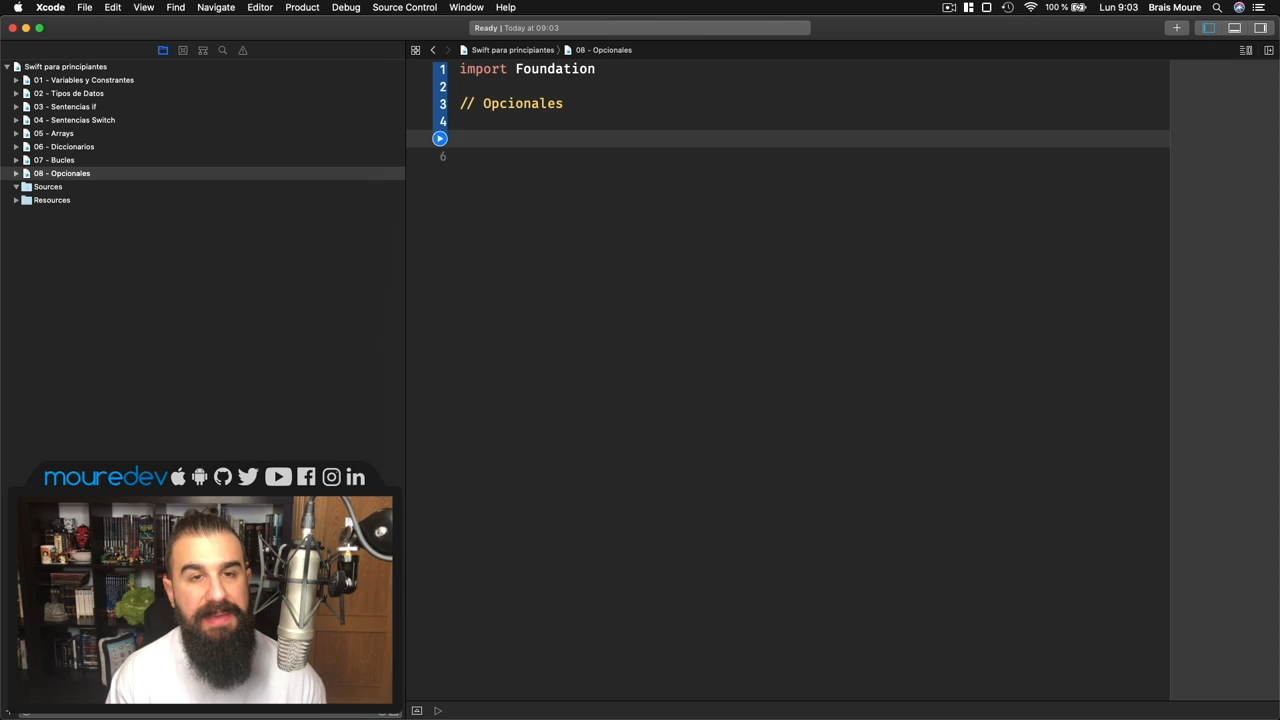 Xcode File Edit View Find Navigate Editor Product Debug Source Control Window Help 100 % Lun 9:03 Brais Moure
Ready | Today at 09:03
Swift para principiantes 08 - Opcionales
Swift para principiantes
01 - Variables y Constrantes
02 - Tipos de Datos
03 - Sentencias if
04 - Sentencias Switch
05 - Arrays
06 - Diccionarios
07 - Bucles
08 - Opcionales
Sources
Resources
1 import Foundation
2
3 // Opcionales
4
6
mouredev